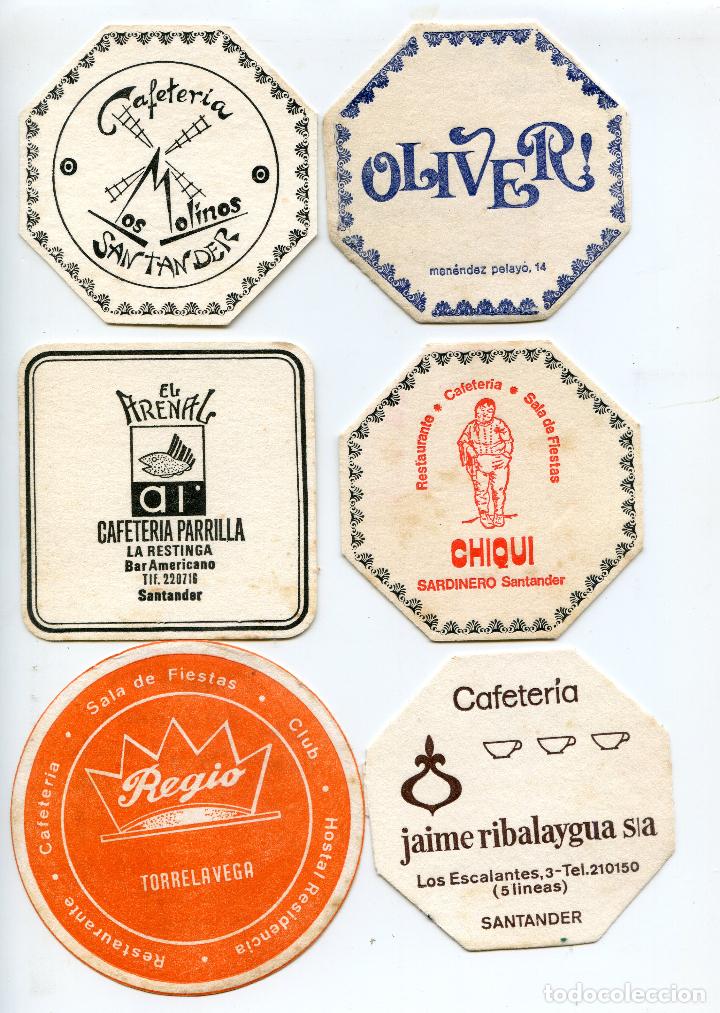 Cafetería
Los Molinos
SANTANDER
OLIVER!
menéndez pelayo, 14
EL
ARENAL
ar
CAFETERIA PARRILLA
LA RESTINGA
Bar Americano
Tlf. 220716
Santander
Restaurante * Cafeteria * Sala de Fiestas
CHIQUI
SARDINERO Santander
Restaurante • Cafetería • Sala de Fiestas • Club • Hostal Residencia •
Regio
TORRELAVEGA
Cafetería
jaime ribalaygua s/a
Los Escalantes,3-Tel.210150
(5 lineas)
SANTANDER
todocoleccion